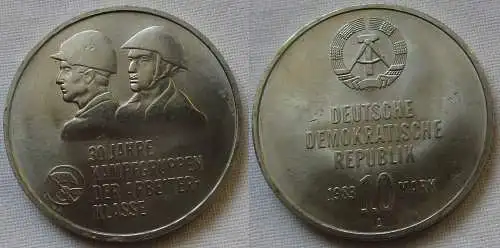 30 JAHRE
KAMPFGRUPPEN
DER ARBEITER-
KLASSE
DEUTSCHE
DEMOKRATISCHE
REPUBLIK
1983 10 MARK
A